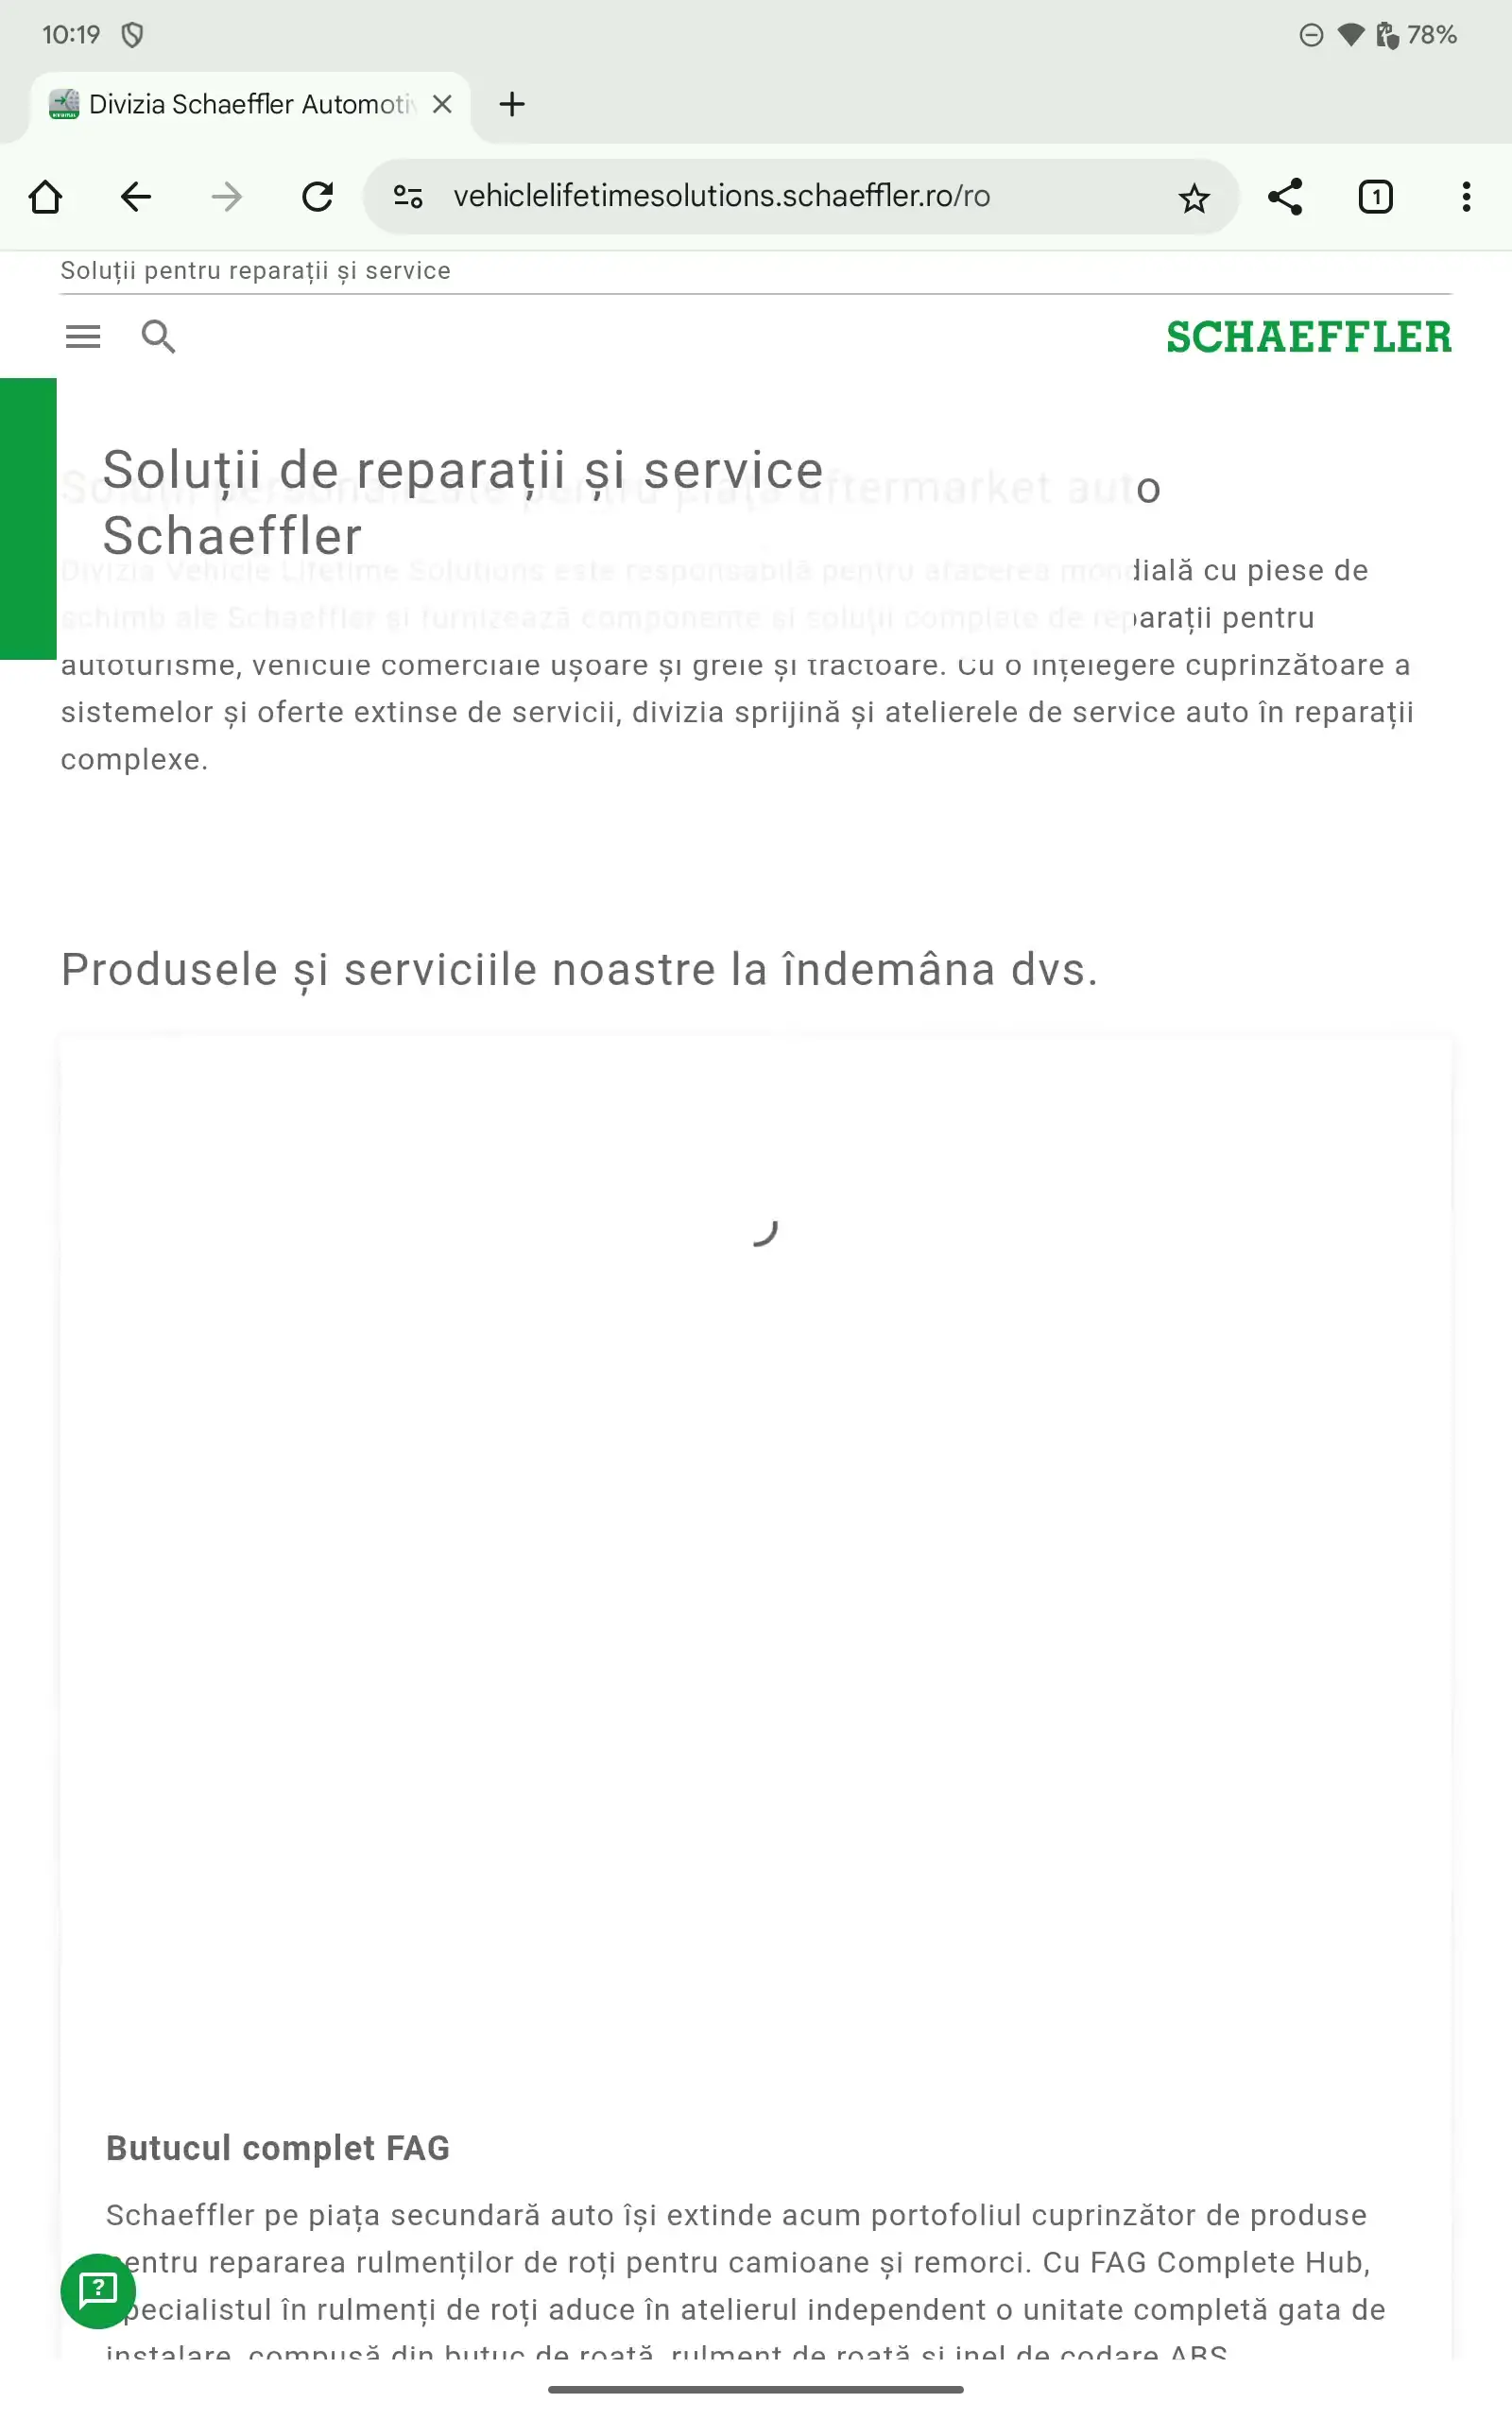 10:19
78%
Divizia Schaeffler Automotiv
vehiclelifetimesolutions.schaeffler.ro/ro
1
Soluții pentru reparații și service
SCHAEFFLER
Soluții de reparații și service
Schaeffler
Soluții personalizate pentru piața aftermarket auto
Divizia Vehicle Lifetime Solutions este responsabilă pentru afacerea mondială cu piese de
schimb ale Schaeffler și furnizează componente și soluții complete de reparații pentru
autoturisme, vehicule comerciale ușoare și grele și tractoare. Cu o înțelegere cuprinzătoare a
sistemelor și oferte extinse de servicii, divizia sprijină și atelierele de service auto în reparații
complexe.
Produsele și serviciile noastre la îndemâna dvs.
Butucul complet FAG
Schaeffler pe piața secundară auto își extinde acum portofoliul cuprinzător de produse
entru repararea rulmenților de roți pentru camioane și remorci. Cu FAG Complete Hub,
pecialistul în rulmenți de roți aduce în atelierul independent o unitate completă gata de
instalare, compusă din butuc de roată, rulment de roată și inel de codare ABS